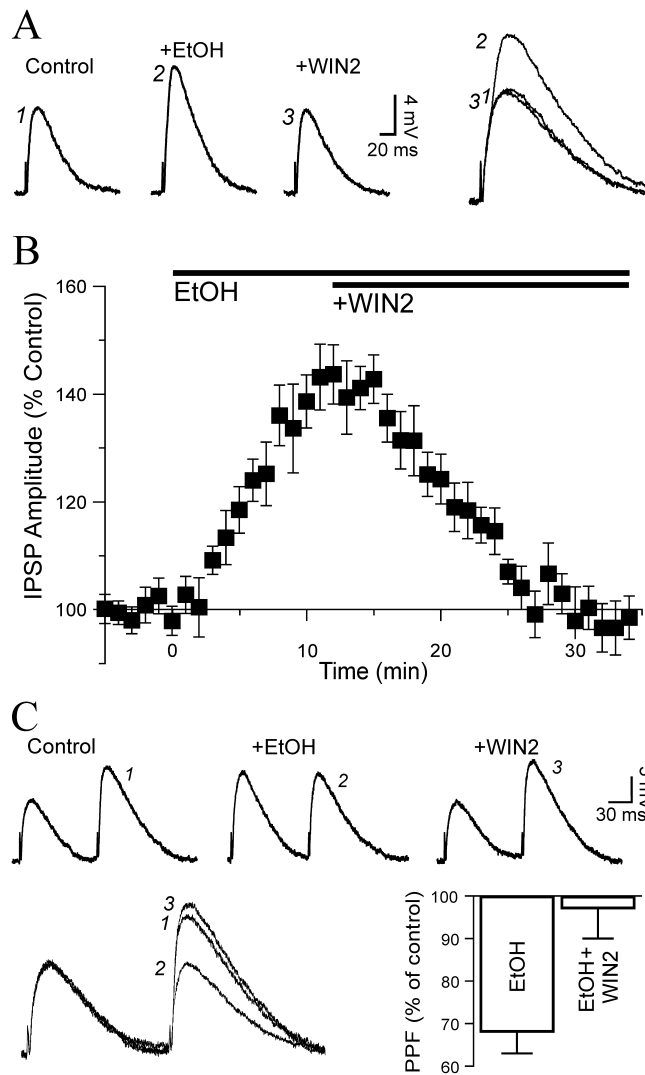 A
Control
+EtOH
+WIN2
1
2
3
4 mV
20 ms
2
3
1
B
EtOH
+WIN2
IPSP Amplitude (% Control)
160
140
120
100
0
10
20
30
Time (min)
C
Control
+EtOH
+WIN2
1
2
3
30 ms
3
1
2
PPF (% of control)
100
90
80
70
60
EtOH
EtOH+
WIN2